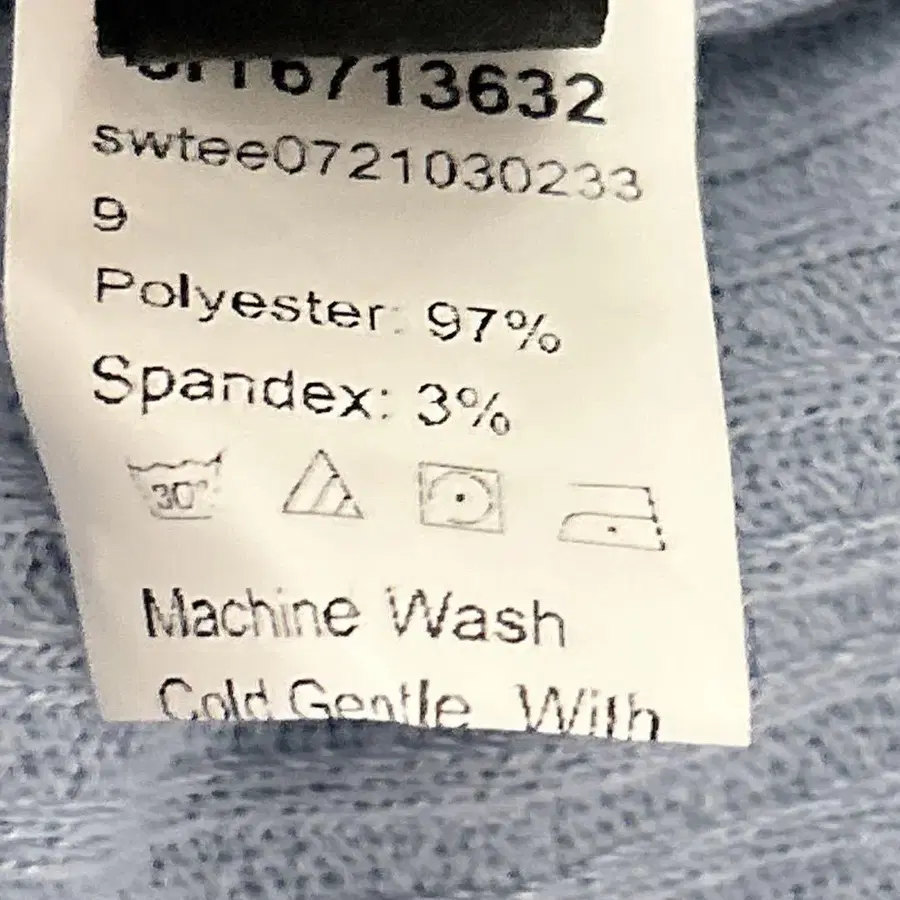 swtee0721030233
9
Polyester: 97%
Spandex: 3%
30°
Machine Wash
Cold Gentle With